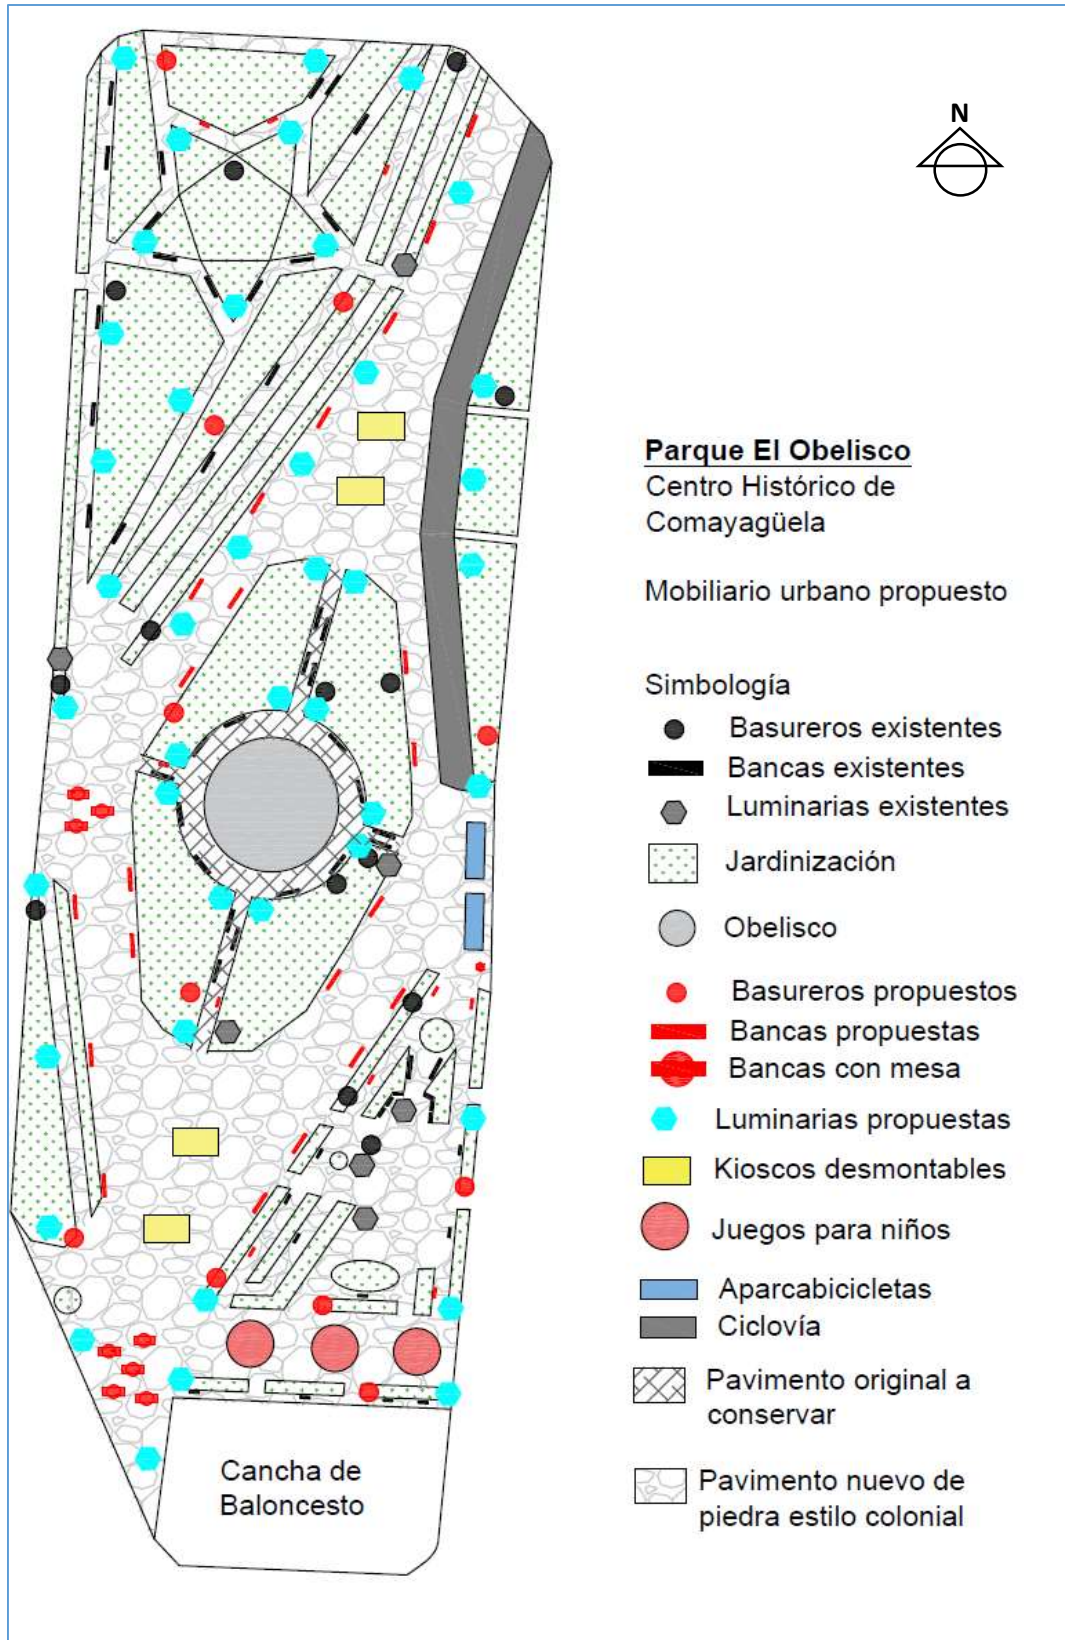 N
Parque El Obelisco
Centro Histórico de
Comayagüela
Mobiliario urbano propuesto
Simbología
Basureros existentes
Bancas existentes
Luminarias existentes
Jardinización
Obelisco
Basureros propuestos
Bancas propuestas
Bancas con mesa
Luminarias propuestas
Kioscos desmontables
Juegos para niños
Aparcabicicletas
Ciclovía
Pavimento original a
conservar
Pavimento nuevo de
piedra estilo colonial
Cancha de
Baloncesto